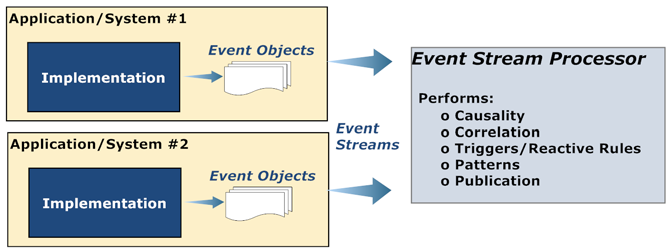 Application/System #1
Event Objects
Implementation
Application/System #2
Event Objects
Implementation
Event
Streams
Event Stream Processor
Performs:
o Causality
o Correlation
o Triggers/Reactive Rules
o Patterns
o Publication